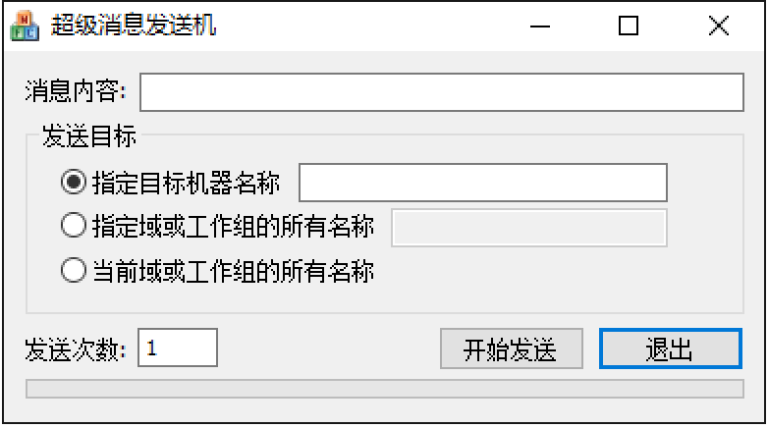 超级消息发送机
消息内容:
发送目标
指定目标机器名称
指定域或工作组的所有名称
当前域或工作组的所有名称
发送次数: 1 开始发送 退出